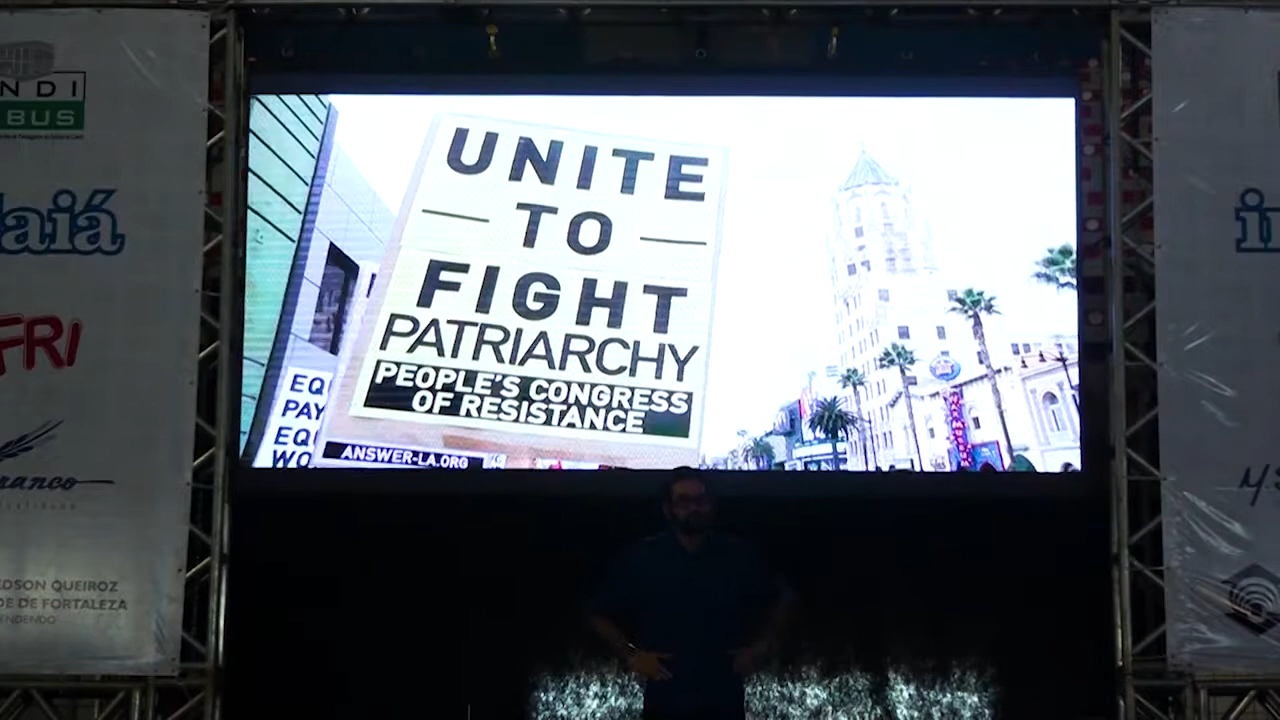 NDI
BUS
aiá
FRI
UNITE
TO
FIGHT
PATRIARCHY
PEOPLE'S CONGRESS
OF RESISTANCE
ANSWER-LA.ORG
EQ
PAY
EQ
WO
DSON QUEIROZ
DE DE FORTALEZA